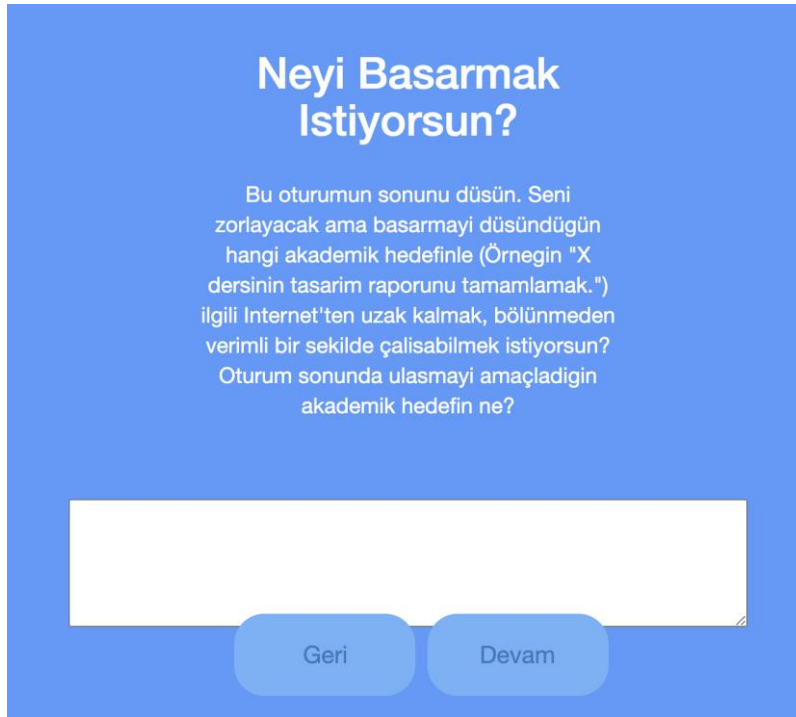 Neyi Basarmak
Istiyorsun?
Bu oturumun sonunu düsün. Seni
zorlayacak ama basarmayi düsündügün
hangi akademik hedefinle (Örnegin "X
dersinin tasarim raporunu tamamlamak.")
ilgili Internet'ten uzak kalmak, bölünmeden
verimli bir sekilde çalisabilmek istiyorsun?
Oturum sonunda ulasmayi amaçladigin
akademik hedefin ne?
Geri
Devam